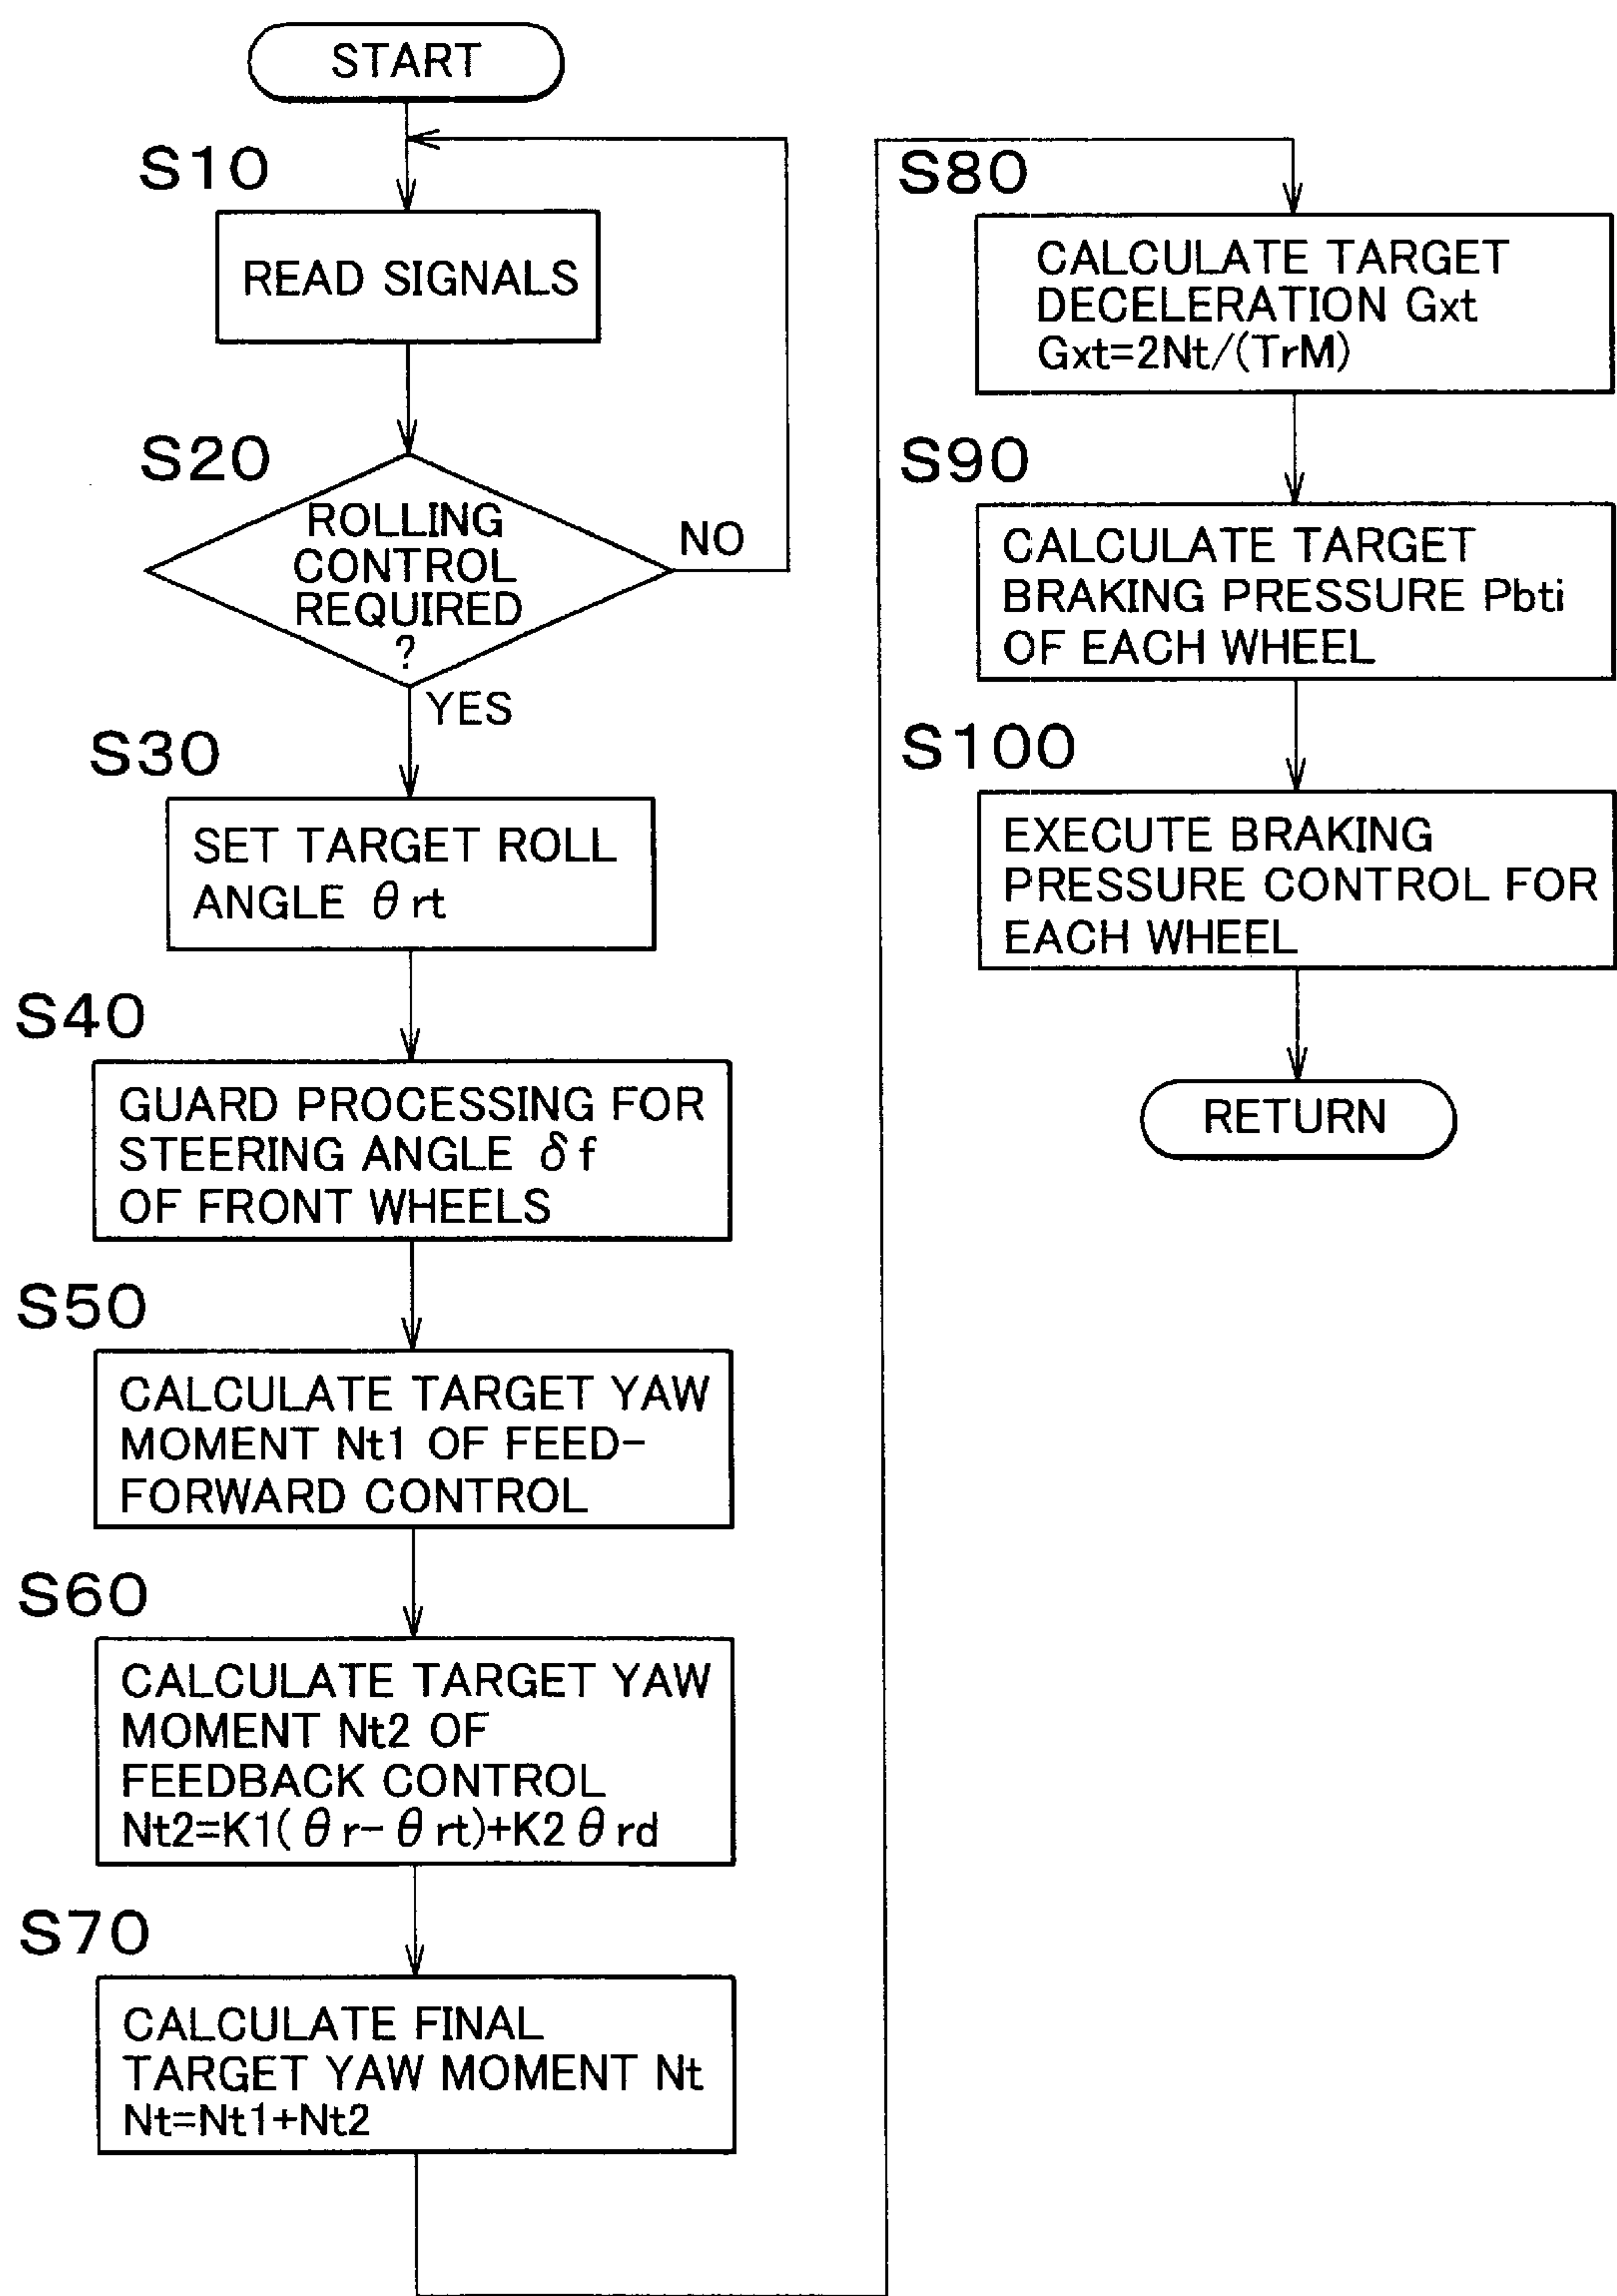 START
S10
READ SIGNALS
S20
ROLLING
CONTROL
REQUIRED
?
NO
YES
S30
SET TARGET ROLL
ANGLE θrt
S40
GUARD PROCESSING FOR
STEERING ANGLE δf
OF FRONT WHEELS
S50
CALCULATE TARGET YAW
MOMENT Nt1 OF FEED-
FORWARD CONTROL
S60
CALCULATE TARGET YAW
MOMENT Nt2 OF
FEEDBACK CONTROL
Nt2=K1(θr-θrt)+K2θrd
S70
CALCULATE FINAL
TARGET YAW MOMENT Nt
Nt=Nt1+Nt2
S80
CALCULATE TARGET
DECELERATION Gxt
Gxt=2Nt/(TrM)
S90
CALCULATE TARGET
BRAKING PRESSURE Pbti
OF EACH WHEEL
S100
EXECUTE BRAKING
PRESSURE CONTROL FOR
EACH WHEEL
RETURN